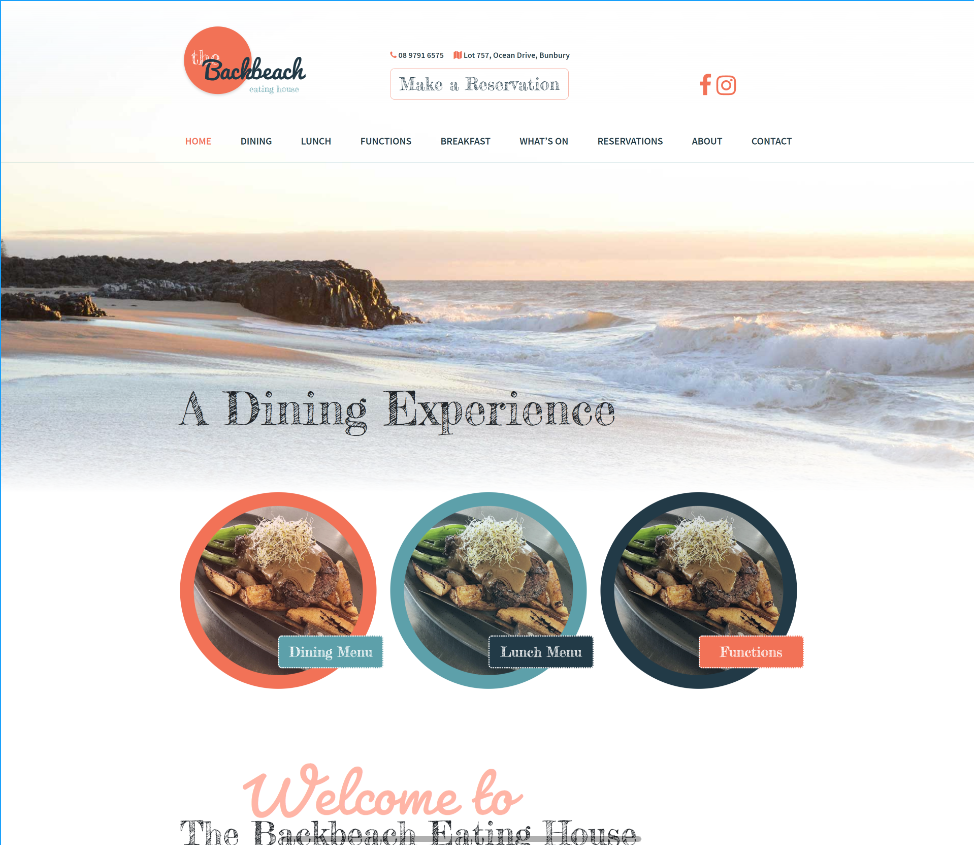 the
Backbeach
eating house
08 9791 6575 Lot 757, Ocean Drive, Bunbury
Make a Reservation
HOME DINING LUNCH FUNCTIONS BREAKFAST WHAT'S ON RESERVATIONS ABOUT CONTACT
A Dining Experience
Dining Menu Lunch Menu Functions
Welcome to
The Backbeach Eating House